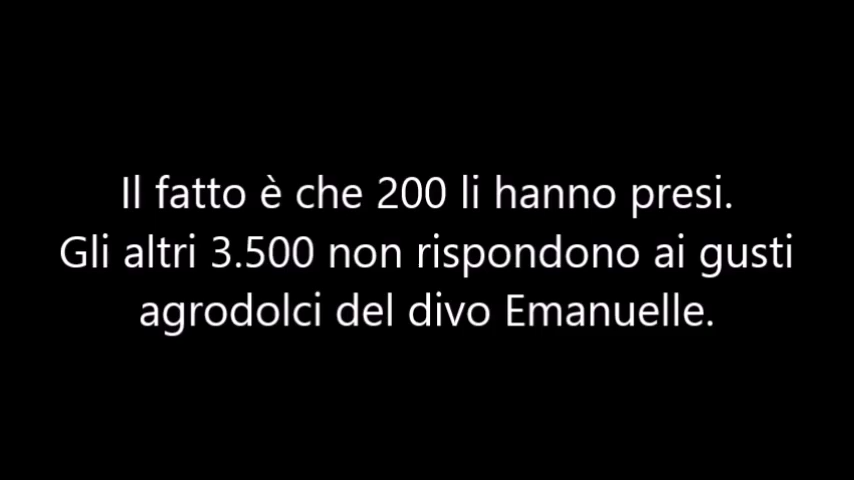 Il fatto è che 200 li hanno presi.
Gli altri 3.500 non rispondono ai gusti
agrodolci del divo Emanuelle.